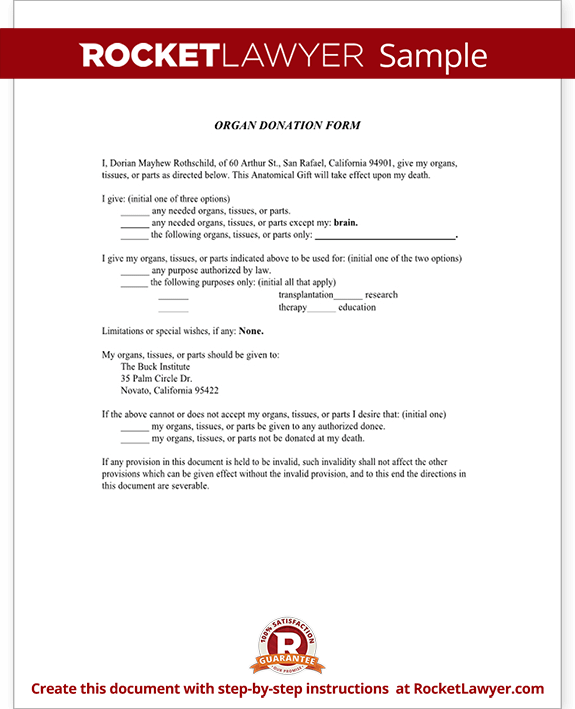 ROCKETLAWYER Sample
ORGAN DONATION FORM
I, Dorian Mayhew Rothschild, of 60 Arthur St., San Rafael, California 94901, give my organs,
tissues, or parts as directed below. This Anatomical Gift will take effect upon my death.
I give: (initial one of three options)
______ any needed organs, tissues, or parts.
______ any needed organs, tissues, or parts except my: brain.
______ the following organs, tissues, or parts only: ______________________________.
I give my organs, tissues, or parts indicated above to be used for: (initial one of the two options)
______ any purpose authorized by law.
______ the following purposes only: (initial all that apply)
______ transplantation______ research
______ therapy______ education
Limitations or special wishes, if any: None.
My organs, tissues, or parts should be given to:
The Buck Institute
35 Palm Circle Dr.
Novato, California 95422
If the above cannot or does not accept my organs, tissues, or parts I desire that: (initial one)
______ my organs, tissues, or parts be given to any authorized donee.
______ my organs, tissues, or parts not be donated at my death.
If any provision in this document is held to be invalid, such invalidity shall not affect the other
provisions which can be given effect without the invalid provision, and to this end the directions in
this document are severable.
100% SATISFACTION
R
GUARANTEE
OUR PROMISE
Create this document with step-by-step instructions at RocketLawyer.com